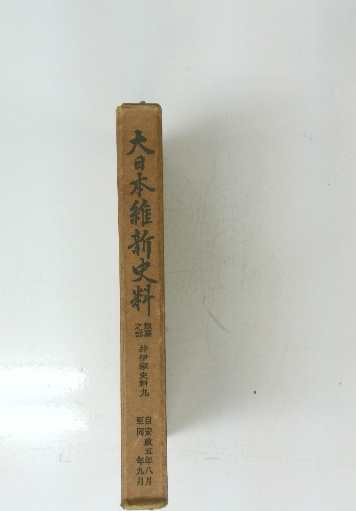 大日本維新史料
類纂
之部
井伊家史料九
自安政五年八月
至同年九月